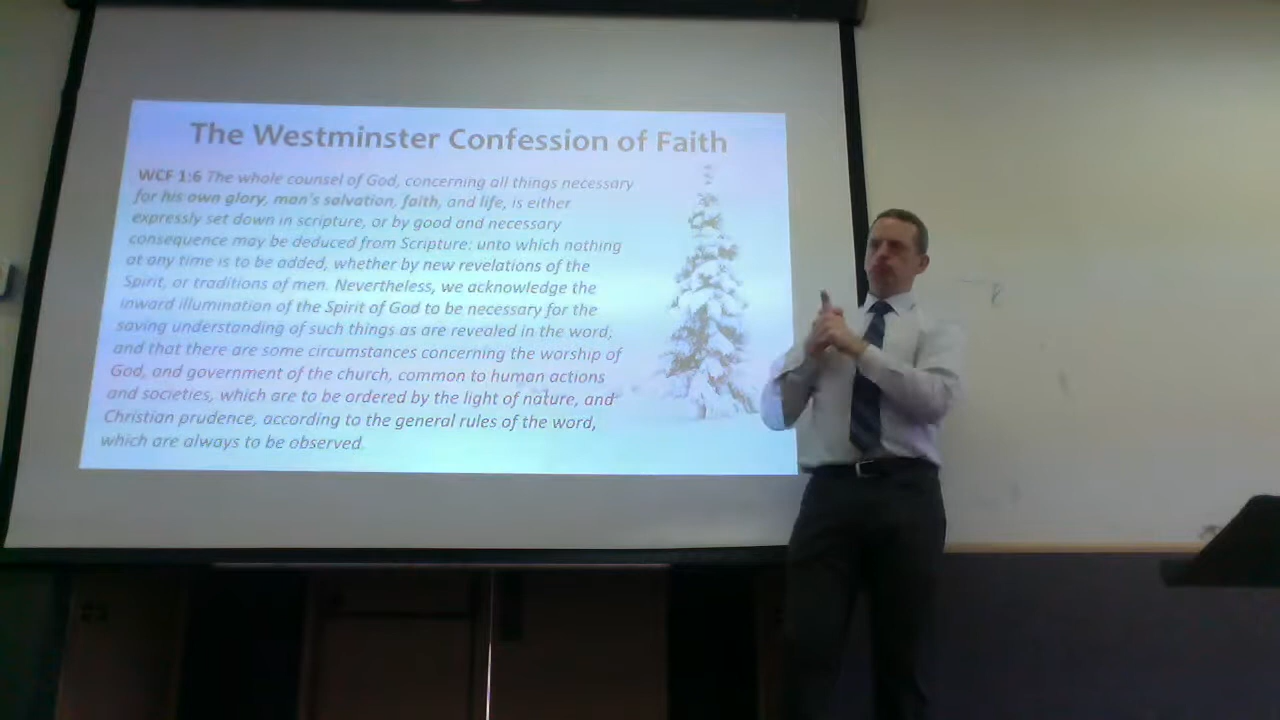 The Westminster Confession of Faith
WCF 1:6 The whole counsel of God, concerning all things necessary
for his own glory, man's salvation, faith, and life, is either
expressly set down in scripture, or by good and necessary
consequence may be deduced from Scripture: unto which nothing
at any time is to be added, whether by new revelations of the
Spirit, or traditions of men. Nevertheless, we acknowledge the
inward illumination of the Spirit of God to be necessary for the
saving understanding of such things as are revealed in the word,
and that there are some circumstances concerning the worship of
God, and government of the church, common to human actions
and societies, which are to be ordered by the light of nature, and
Christian prudence, according to the general rules of the word,
which are always to be observed.